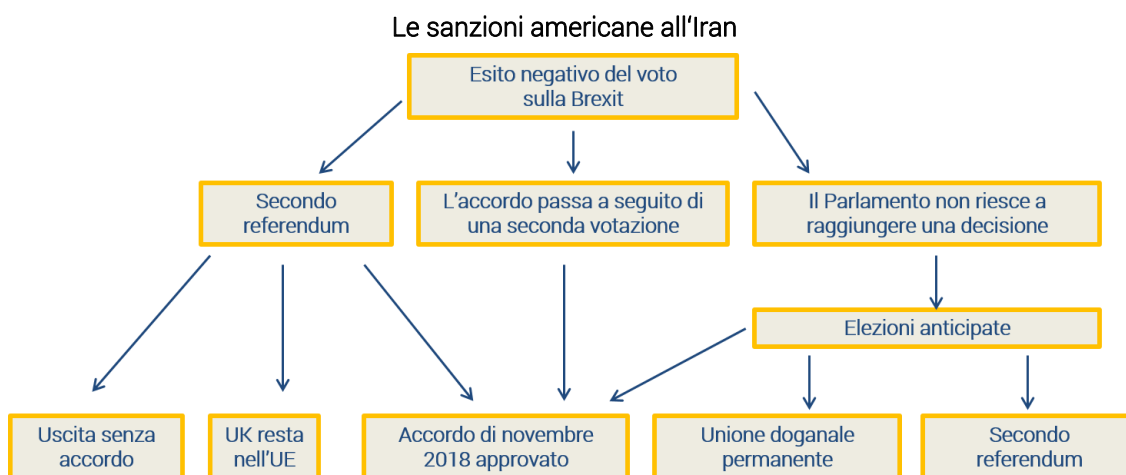 Le sanzioni americane all‘Iran
Esito negativo del voto
sulla Brexit
Secondo
referendum
L’accordo passa a seguito di
una seconda votazione
Il Parlamento non riesce a
raggiungere una decisione
Elezioni anticipate
Uscita senza
accordo
UK resta
nell’UE
Accordo di novembre
2018 approvato
Unione doganale
permanente
Secondo
referendum